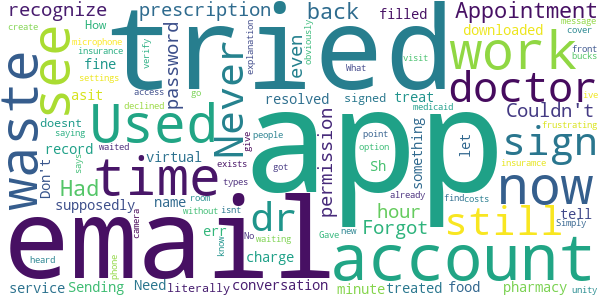 recognize
prescription
back
filled
Appointment
message
create
How
microphone
verify
fine
insurance
settings
password
even
obviously
explanation
downloaded
cover
front
bucks
What
visit
tried
work
see
waste
asit
access
declined
go
resolved
signed
treat
doctor
Used
Never
app
Couldn't
doesnt
saying
record
waited
Don't
virtual
people
point
option
medicaid
got
give
permission
Sh
something
let
sign
frustrating
live
insurance
Had
time
says
exists
types
name
room
without
isnt
already
find
costs
tell
Simply
now
supposedly
email
dr
err
know
No
waiting
Gave
new
hour
Forgot
still
account
camera
phone
heard
charge
service
Sending
Need
literally
conversation
minute
treated
food
pharmacy
unity